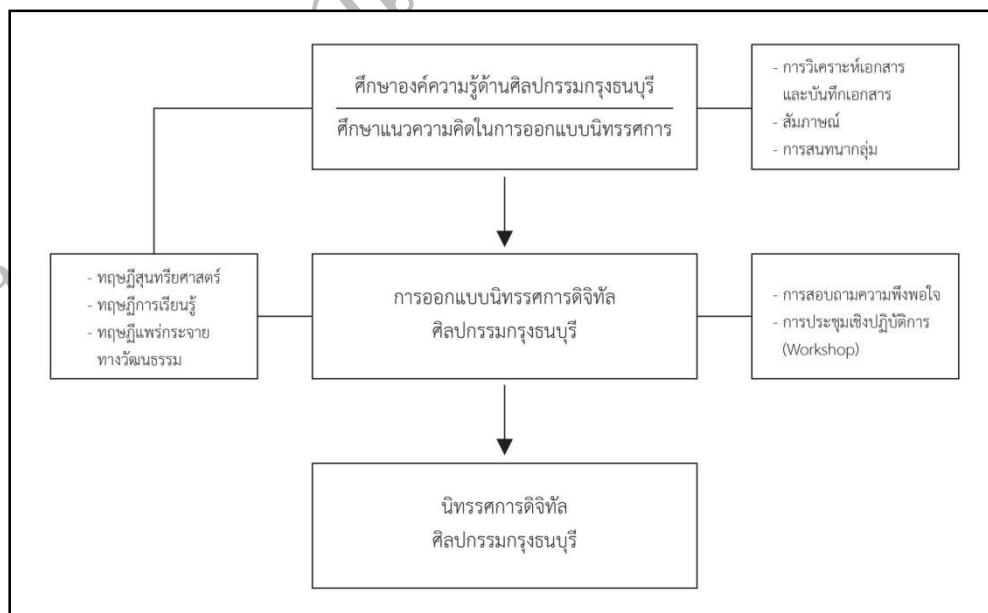 ศึกษาองค์ความรู้ด้านศิลปกรรมกรุงธนบุรี
ศึกษาแนวความคิดในการออกแบบนิทรรศการ
- การวิเคราะห์เอกสาร
และบันทึกเอกสาร
- สัมภาษณ์
- การสนทนากลุ่ม
- ทฤษฎีสุนทรียศาสตร์
- ทฤษฎีการเรียนรู้
- ทฤษฎีแพร่กระจาย
ทางวัฒนธรรม
การออกแบบนิทรรศการดิจิทัล
ศิลปกรรมกรุงธนบุรี
- การสอบถามความพึงพอใจ
- การประชุมเชิงปฏิบัติการ
(Workshop)
นิทรรศการดิจิทัล
ศิลปกรรมกรุงธนบุรี